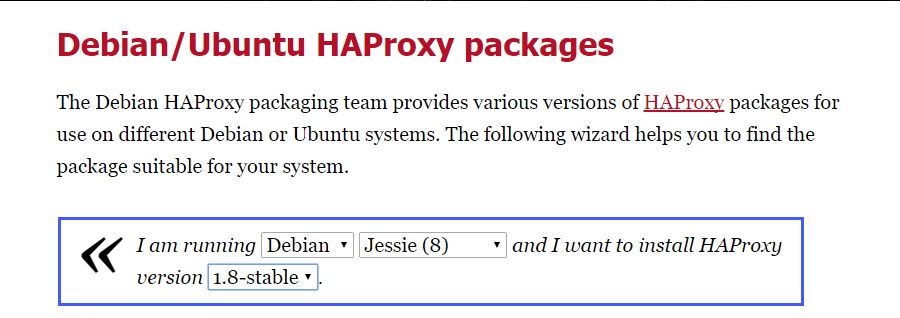 Debian/Ubuntu HAProxy packages
The Debian HAProxy packaging team provides various versions of HAProxy packages for
use on different Debian or Ubuntu systems. The following wizard helps you to find the
package suitable for your system.
I am running Debian Jessie (8) and I want to install HAProxy
version 1.8-stable .